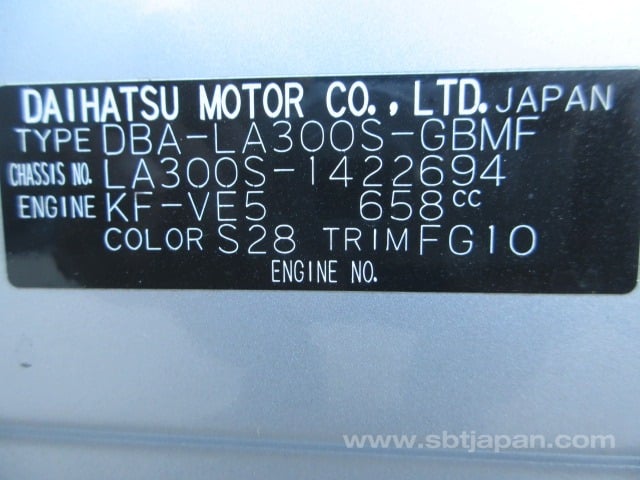 DAIHATSU MOTOR CO., LTD. JAPAN
TYPE DBA-LA300S-GBMF
CHASSIS NO. LA300S-1422694
ENGINE KF-VE5 658cc
COLOR S28 TRIM FG10
ENGINE NO.
www.sbtjapan.com